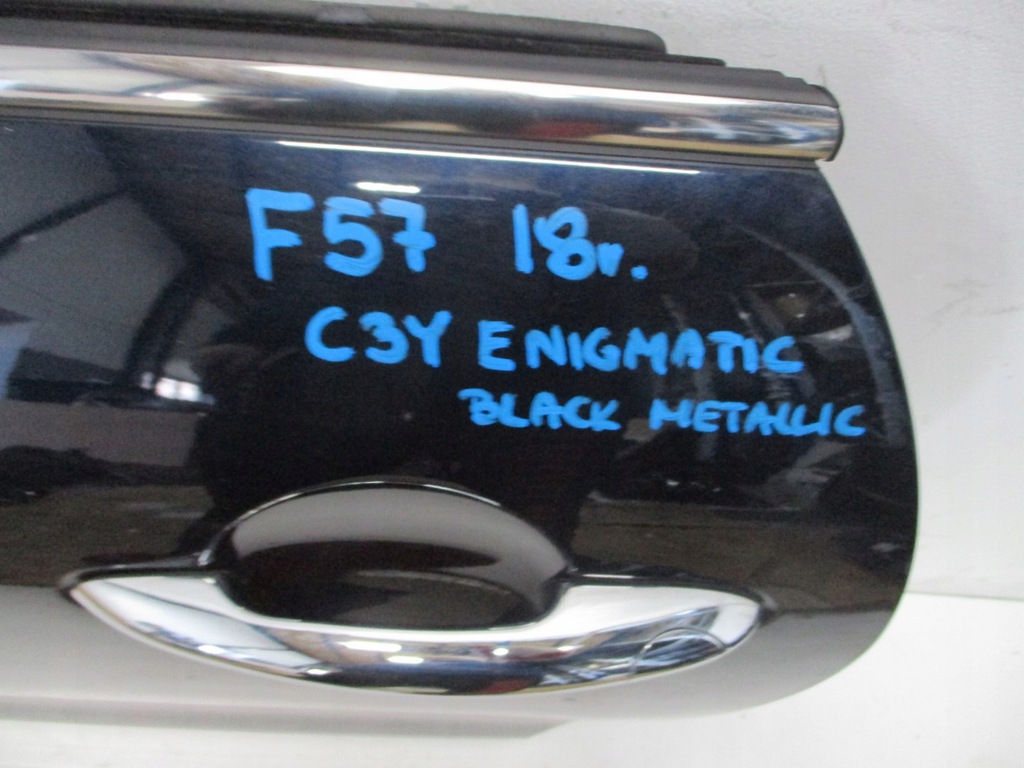 F57 18r.
C3Y ENIGMATIC
BLACK METALLIC